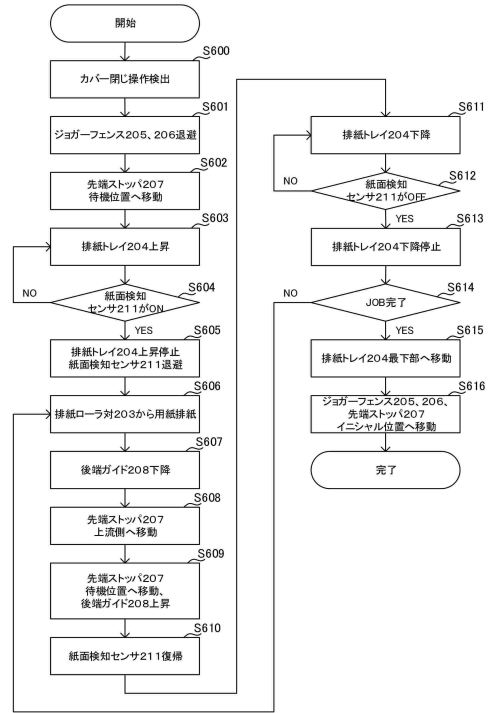 開始
S600
カバー閉じ操作検出
S601
ジョガーフェンス205、206退避
S602
先端ストッパ207
待機位置へ移動
S603
排紙トレイ204上昇
S604
紙面検知
センサ211がON
NO
YES
S605
排紙トレイ204上昇停止
紙面検知センサ211退避
S606
排紙ローラ対203から用紙排紙
S607
後端ガイド208下降
S608
先端ストッパ207
上流側へ移動
S609
先端ストッパ207
待機位置へ移動、
後端ガイド208上昇
S610
紙面検知センサ211復帰
S611
排紙トレイ204下降
S612
紙面検知
センサ211がOFF
NO
YES
S613
排紙トレイ204下降停止
S614
JOB完了
NO
YES
S615
排紙トレイ204最下部へ移動
S616
ジョガーフェンス205、206、
先端ストッパ207
イニシャル位置へ移動
完了